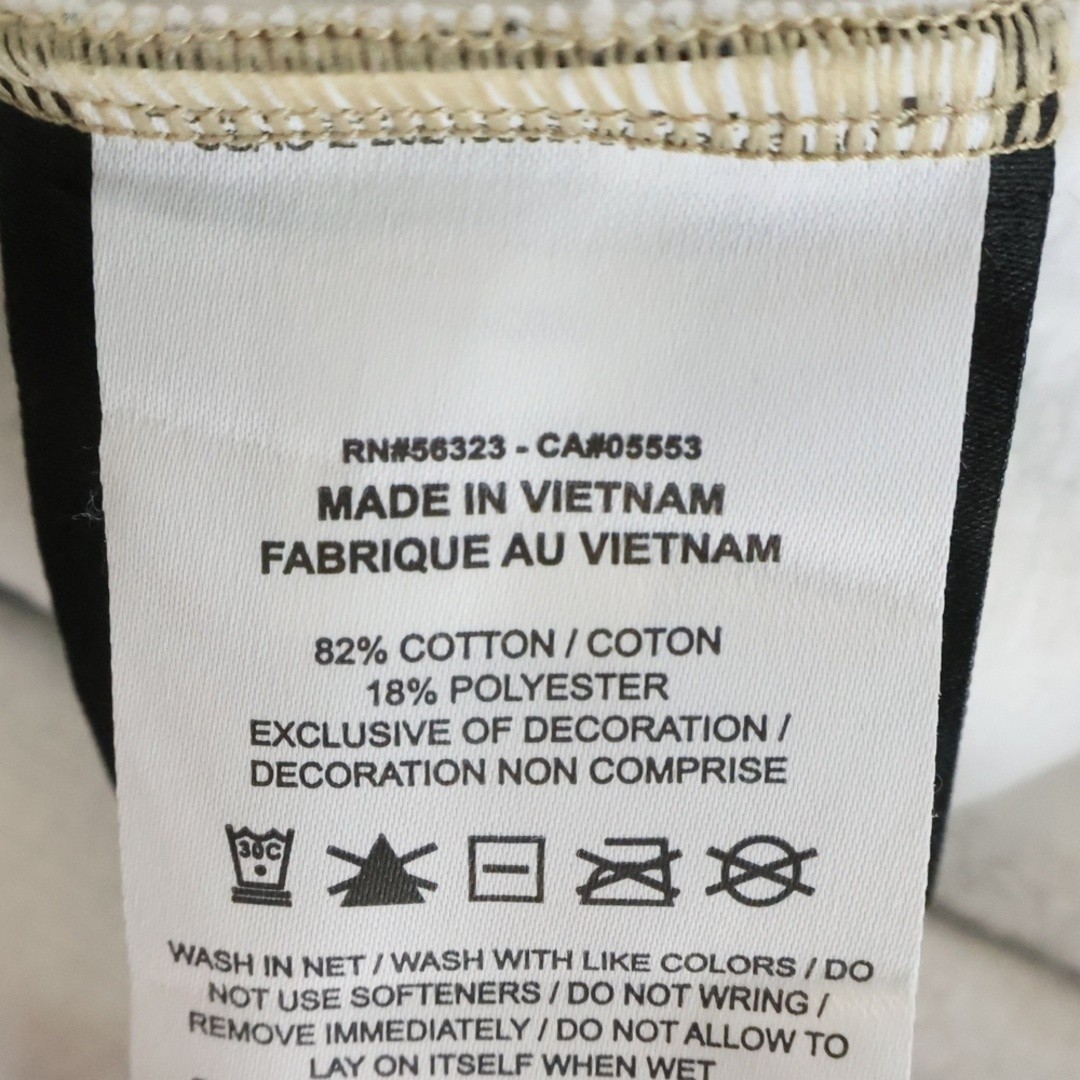 RN#56323 - CA#05553
MADE IN VIETNAM
FABRIQUE AU VIETNAM
82% COTTON / COTON
18% POLYESTER
EXCLUSIVE OF DECORATION /
DECORATION NON COMPRISE
30C
WASH IN NET / WASH WITH LIKE COLORS / DO
NOT USE SOFTENERS / DO NOT WRING /
REMOVE IMMEDIATELY / DO NOT ALLOW TO
LAY ON ITSELF WHEN WET